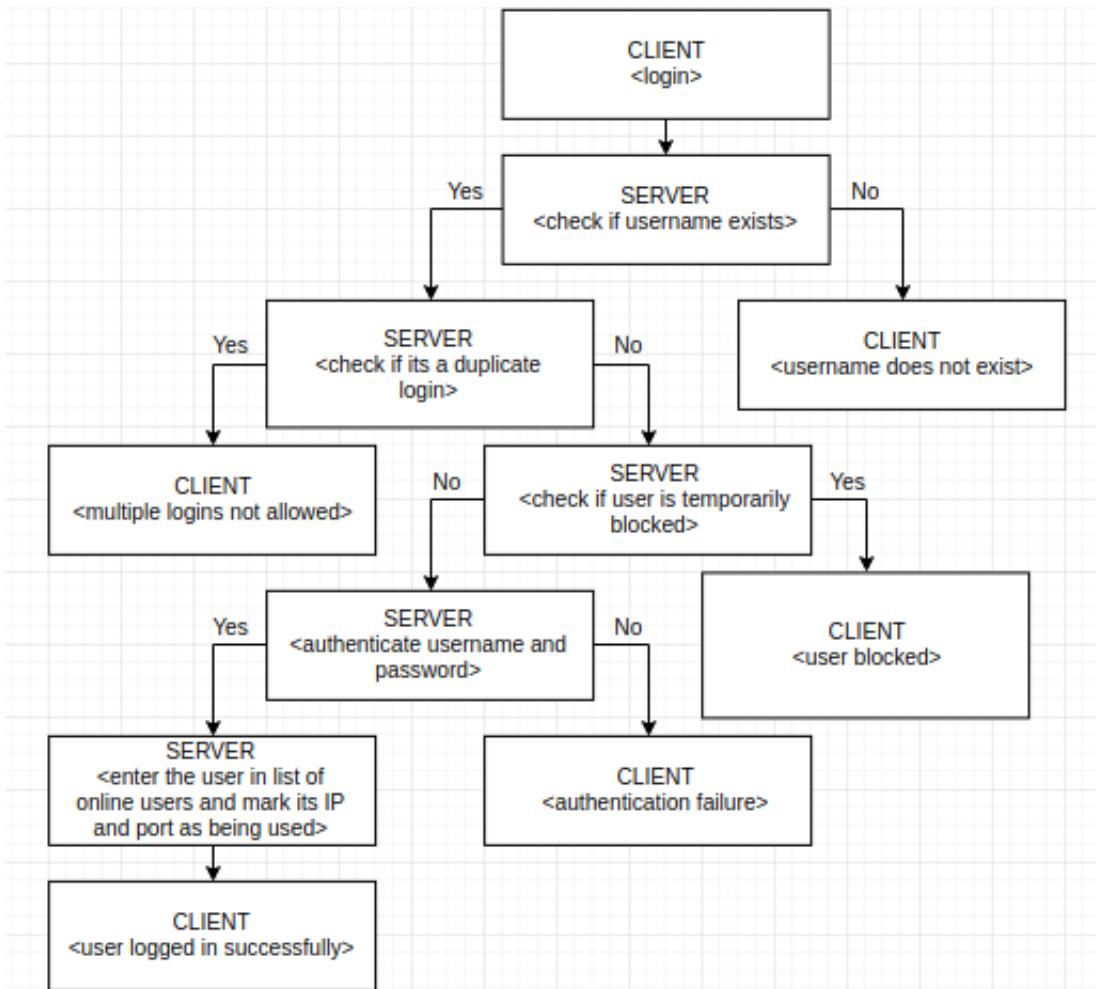 CLIENT
<login>
SERVER
<check if username exists>
Yes
No
SERVER
<check if its a duplicate
login>
Yes
No
CLIENT
<username does not exist>
CLIENT
<multiple logins not allowed>
SERVER
<check if user is temporarily
blocked>
No
Yes
SERVER
<authenticate username and
password>
Yes
No
CLIENT
<user blocked>
SERVER
<enter the user in list of
online users and mark its IP
and port as being used>
CLIENT
<authentication failure>
CLIENT
<user logged in successfully>